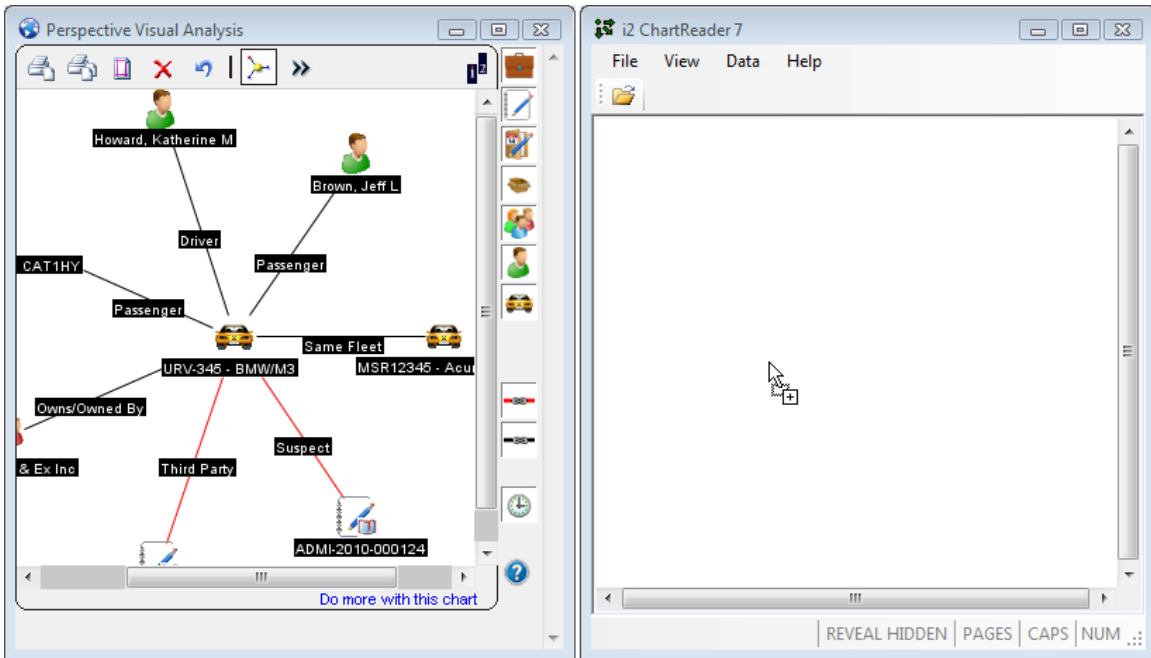 Perspective Visual Analysis
Howard, Katherine M
Brown, Jeff L
Driver
CAT1HY
Passenger
Passenger
Same Fleet
URV-345 - BMW/M3
MSR12345 - Acu
Owns/Owned By
& Ex Inc
Third Party
Suspect
ADMI-2010-000124
Do more with this chart
i2 ChartReader 7
File View Data Help
REVEAL HIDDEN PAGES CAPS NUM